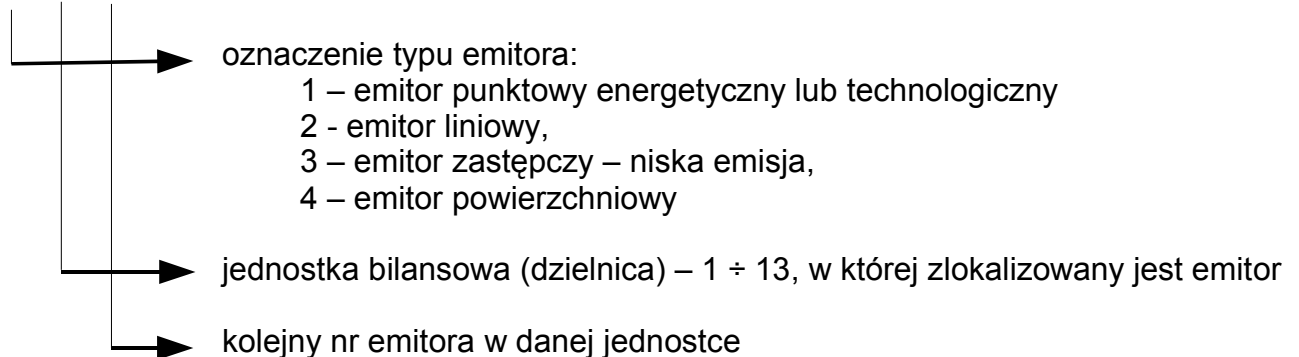 oznaczenie typu emitora:
1 – emitor punktowy energetyczny lub technologiczny
2 - emitor liniowy,
3 – emitor zastępczy – niska emisja,
4 – emitor powierzchniowy
jednostka bilansowa (dzielnica) – 1 ÷ 13, w której zlokalizowany jest emitor
kolejny nr emitora w danej jednostce